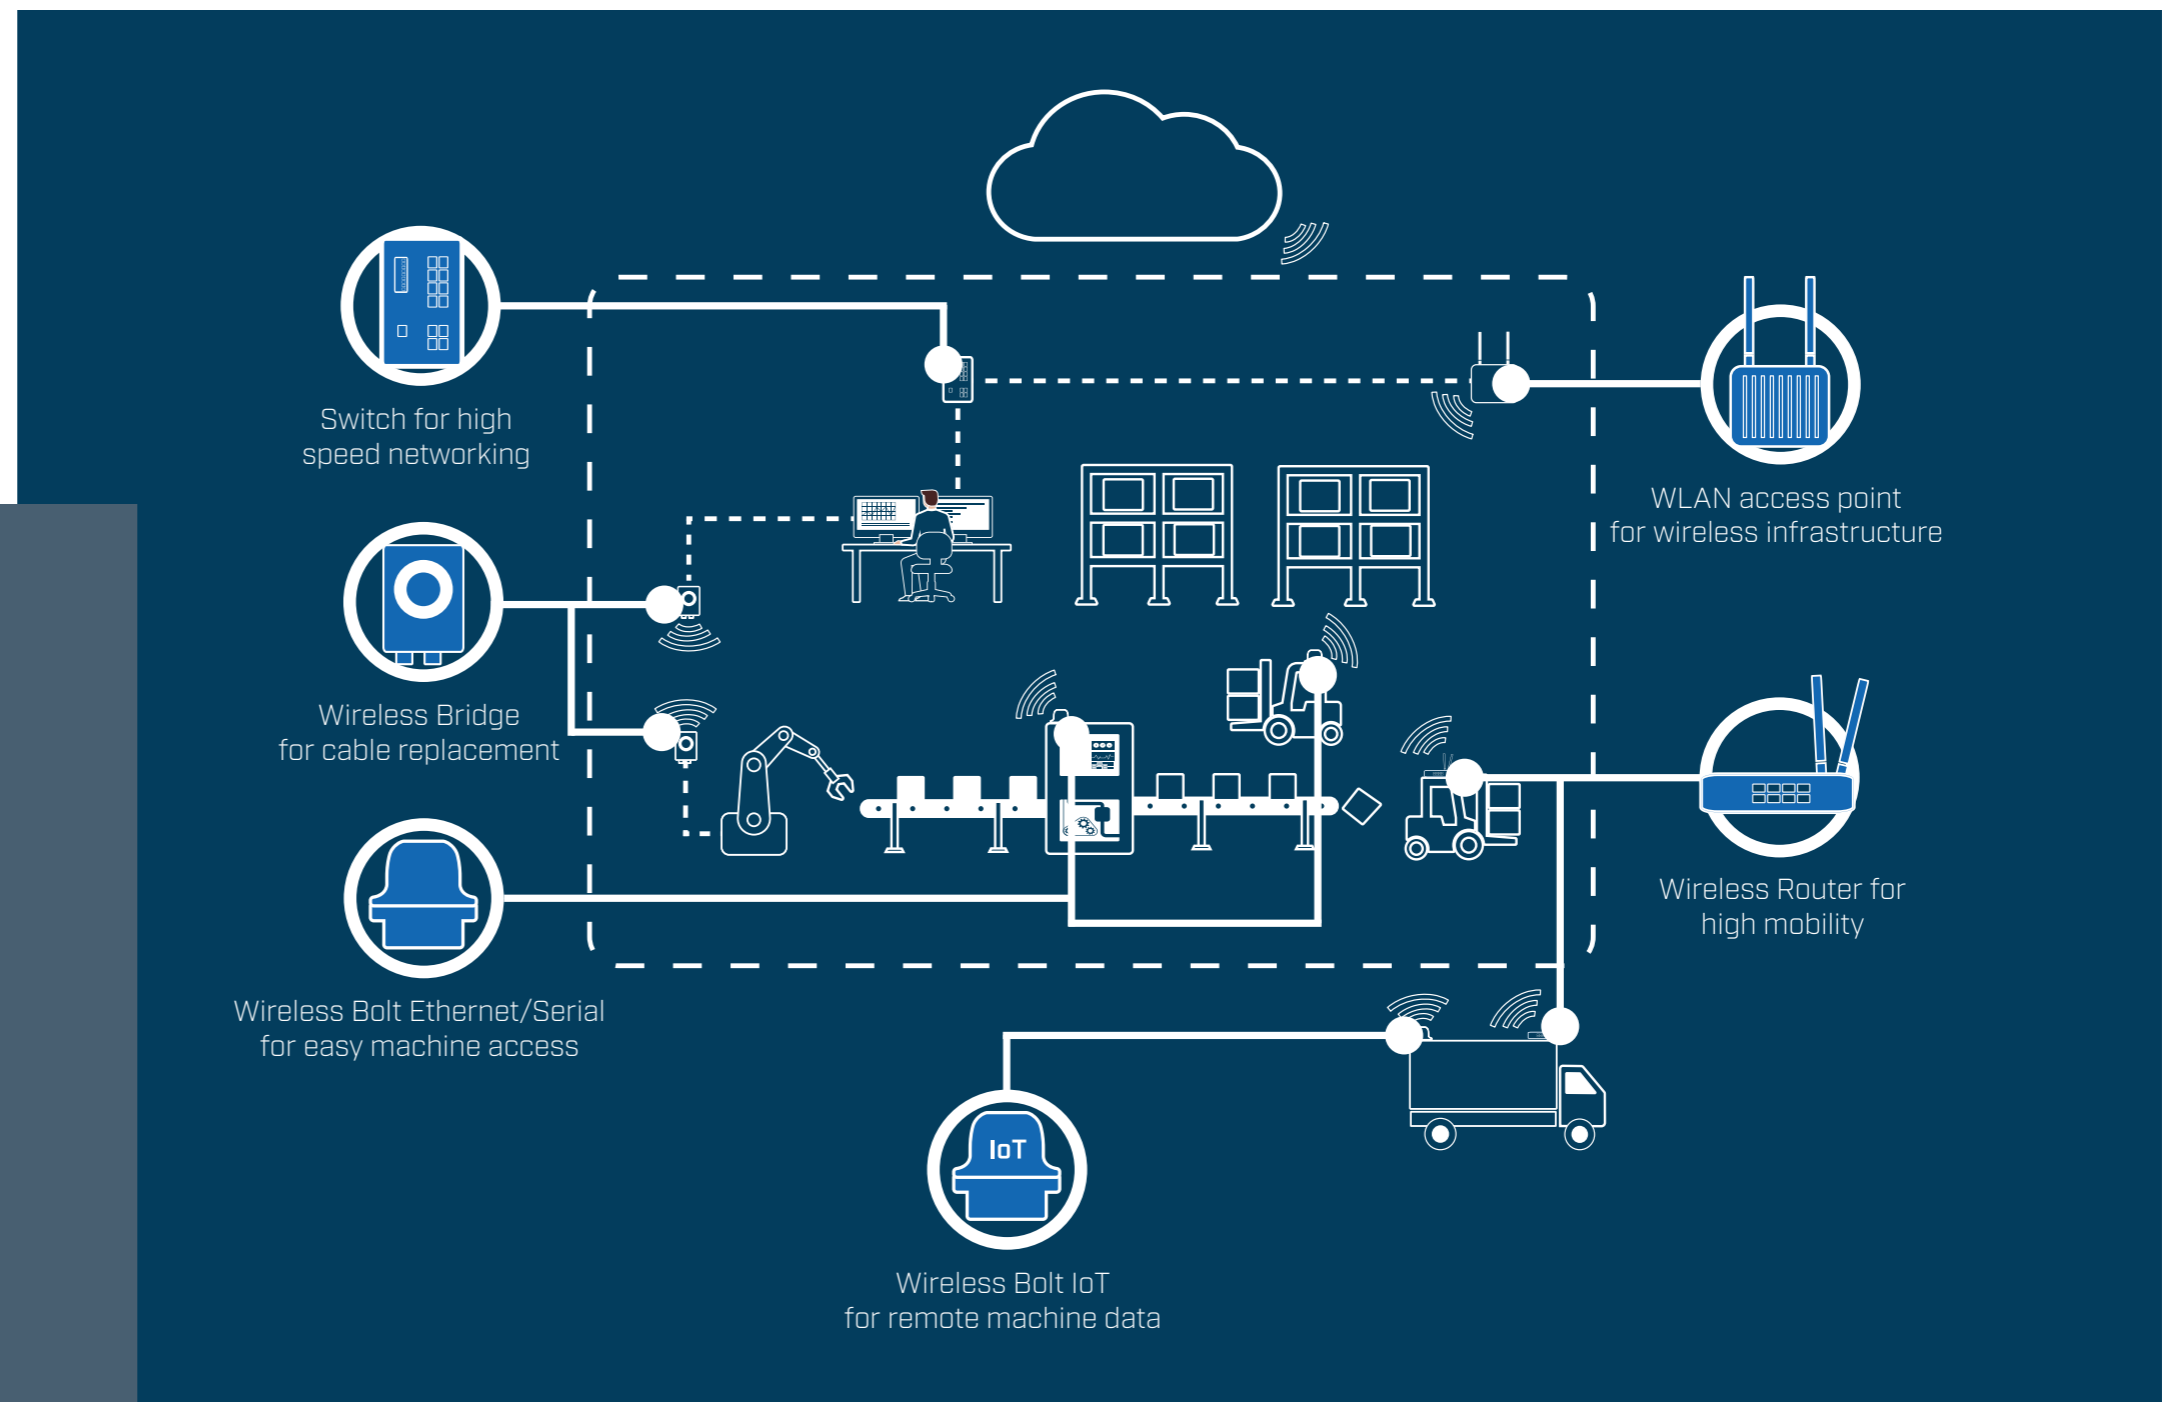 Switch for high
speed networking
WLAN access point
for wireless infrastructure
Wireless Bridge
for cable replacement
Wireless Router for
high mobility
Wireless Bolt Ethernet/Serial
for easy machine access
IoT
Wireless Bolt IoT
for remote machine data